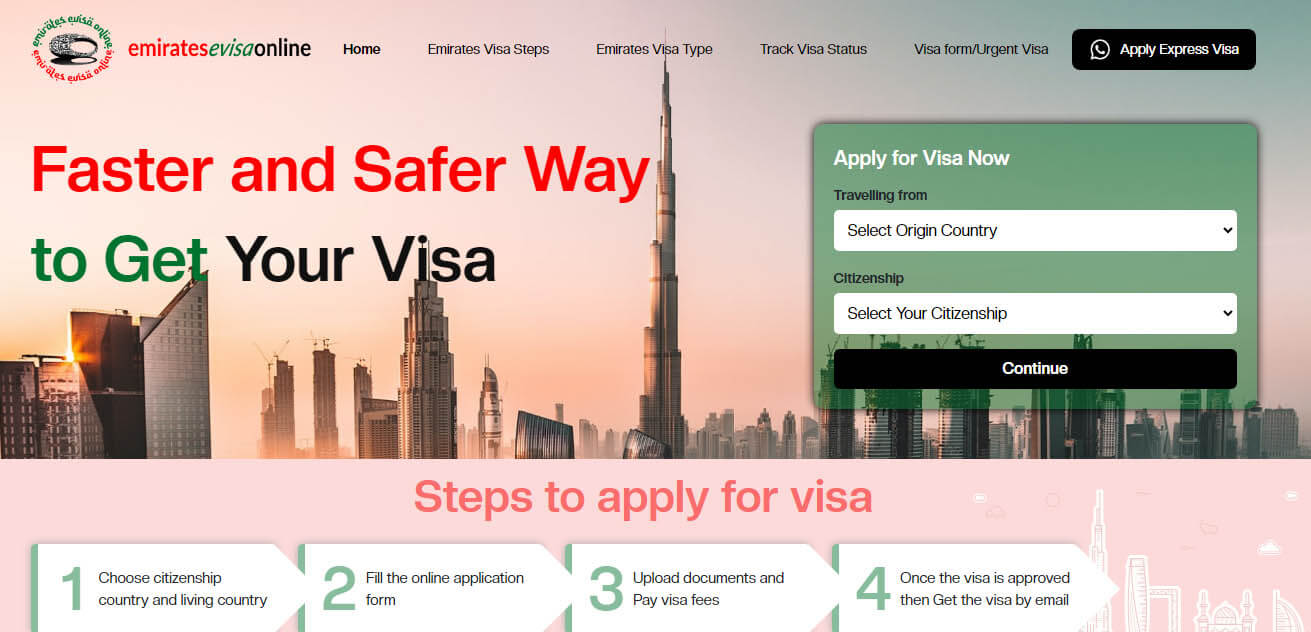 emirates evisa online
emirates evisa online
emiratesevisaonline
Home
Emirates Visa Steps
Emirates Visa Type
Track Visa Status
Visa form/Urgent Visa
Apply Express Visa
Faster and Safer Way
to Get Your Visa
Apply for Visa Now
Travelling from
Select Origin Country
Citizenship
Select Your Citizenship
Continue
Steps to apply for visa
1
Choose citizenship
country and living country
2
Fill the online application
form
3
Upload documents and
Pay visa fees
4
Once the visa is approved
then Get the visa by email